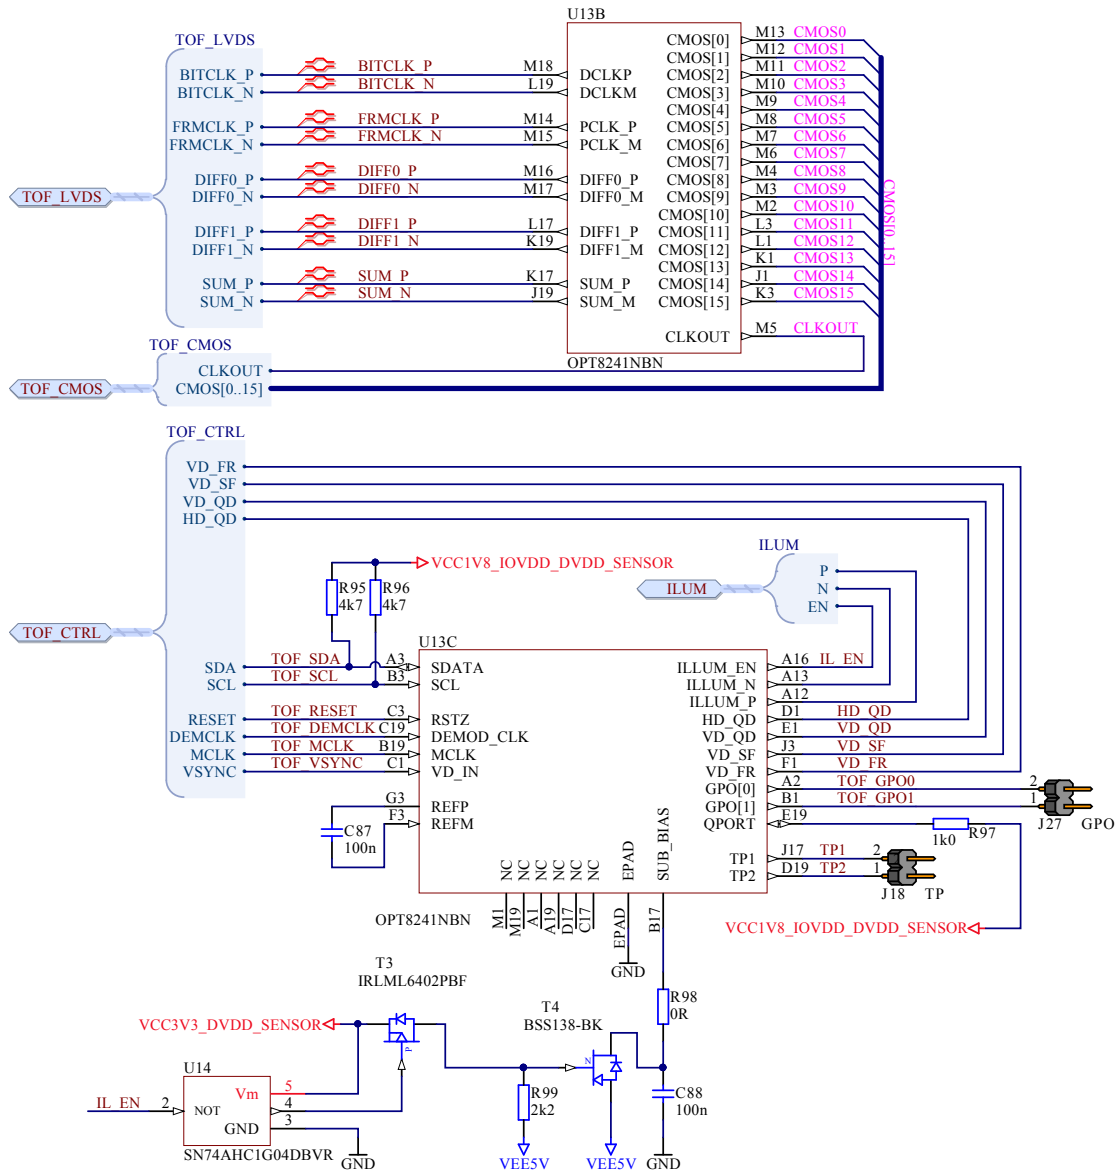 U13B
TOF_LVDS
BITCLK_P BITCLK_P M18 DCLKP
BITCLK_N BITCLK_N L19 DCLKM
FRMCLK_P FRMCLK_P M14 PCLK_P
FRMCLK_N FRMCLK_N M15 PCLK_M
DIFF0_P DIFF0_P M16 DIFF0_P
DIFF0_N DIFF0_N M17 DIFF0_M
TOF_LVDS
DIFF1_P DIFF1_P L17 DIFF1_P
DIFF1_N DIFF1_N K19 DIFF1_M
SUM_P SUM_P K17 SUM_P
SUM_N SUM_N J19 SUM_M
CMOS[0] M13 CMOS0
CMOS[1] M12 CMOS1
CMOS[2] M11 CMOS2
CMOS[3] M10 CMOS3
CMOS[4] M9 CMOS4
CMOS[5] M8 CMOS5
CMOS[6] M7 CMOS6
CMOS[7] M6 CMOS7
CMOS[8] M4 CMOS8
CMOS[9] M3 CMOS9
CMOS[10] M2 CMOS10
CMOS[11] L3 CMOS11
CMOS[12] L1 CMOS12
CMOS[13] K1 CMOS13
CMOS[14] J1 CMOS14
CMOS[15] K3 CMOS15
CLKOUT M5 CLKOUT
CMOS[0..15]
OPT8241NBN
TOF_CMOS
CLKOUT
TOF_CMOS CMOS[0..15]
TOF_CTRL
VD_FR
VD_SF
VD_QD
HD_QD
VCC1V8_IOVDD_DVDD_SENSOR
R95 R96
4k7 4k7
ILUM
P
ILUM N
EN
TOF_CTRL
U13C
SDA TOF_SDA A3 SDATA
SCL TOF_SCL B3 SCL
RESET TOF_RESET C3 RSTZ
DEMCLK TOF_DEMCLK C19 DEMOD_CLK
MCLK TOF_MCLK B19 MCLK
VSYNC TOF_VSYNC C1 VD_IN
G3 REFP
F3 REFM
C87
100n
ILLUM_EN A16 IL_EN
ILLUM_N A13
ILLUM_P A12
HD_QD D1 HD_QD
VD_QD E1 VD_QD
VD_SF J3 VD_SF
VD_FR F1 VD_FR
GPO[0] A2 TOF_GPO0 2
GPO[1] B1 TOF_GPO1 1
J27 GPO
QPORT E19
1k0 R97
TP1 J17 TP1 2
TP2 D19 TP2 1
J18 TP
NC NC NC NC NC NC EPAD SUB_BIAS
M1 M19 A1 A19 D17 C17 EPAD B17
OPT8241NBN
VCC1V8_IOVDD_DVDD_SENSOR
GND
T3
IRLML6402PBF
R98
0R
T4
BSS138-BK
VCC3V3_DVDD_SENSOR
P
N
U14
Vm 5
IL_EN 2 NOT 4
GND 3
SN74AHC1G04DBVR
GND
R99
2k2
C88
100n
VEE5V
VEE5V
GND